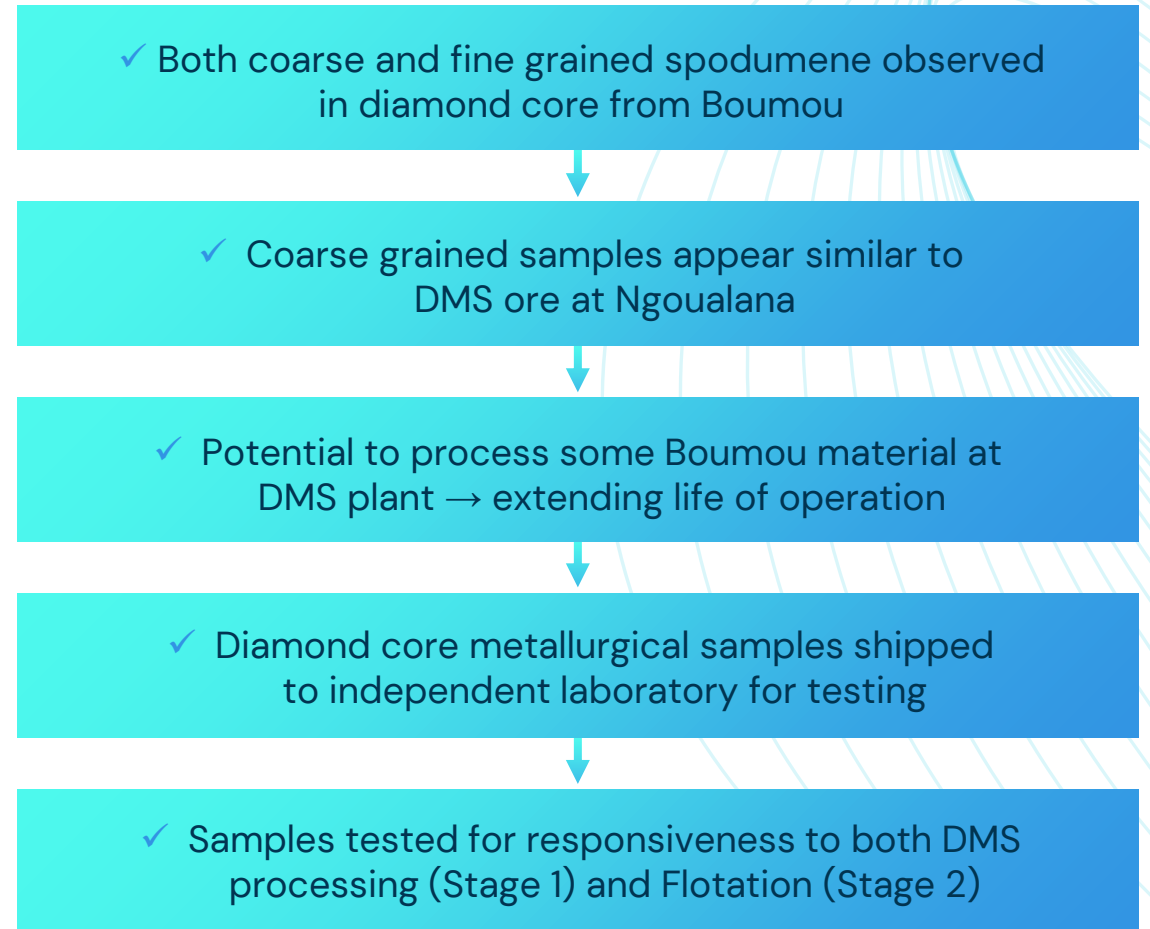 ✓ Both coarse and fine grained spodumene observed
in diamond core from Boumou
✓ Coarse grained samples appear similar to
DMS ore at Ngoualana
✓ Potential to process some Boumou material at
DMS plant → extending life of operation
✓ Diamond core metallurgical samples shipped
to independent laboratory for testing
✓ Samples tested for responsiveness to both DMS
processing (Stage 1) and Flotation (Stage 2)